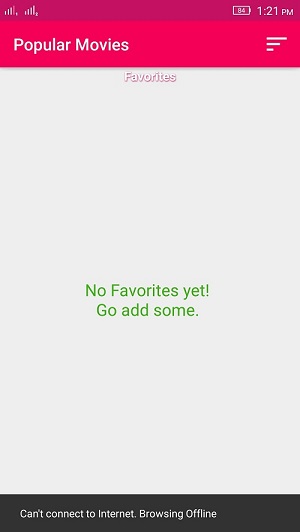 84 1:21 PM
Popular Movies
Favorites
No Favorites yet!
Go add some.
Can't connect to Internet. Browsing Offline